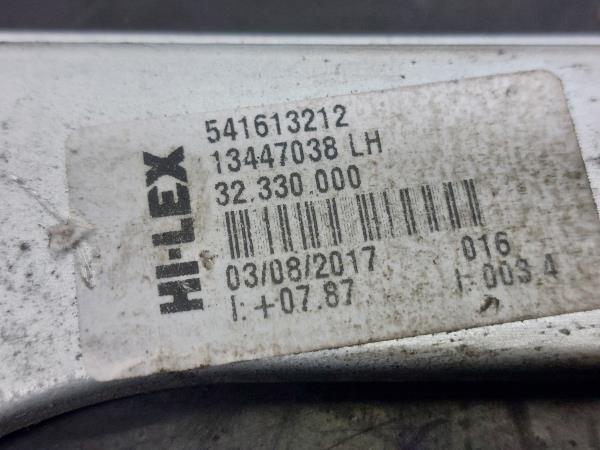 HI-LEX
541613212
13447038 LH
32.330.000
03/08/2017 016
I: +07.87 I: 003.4